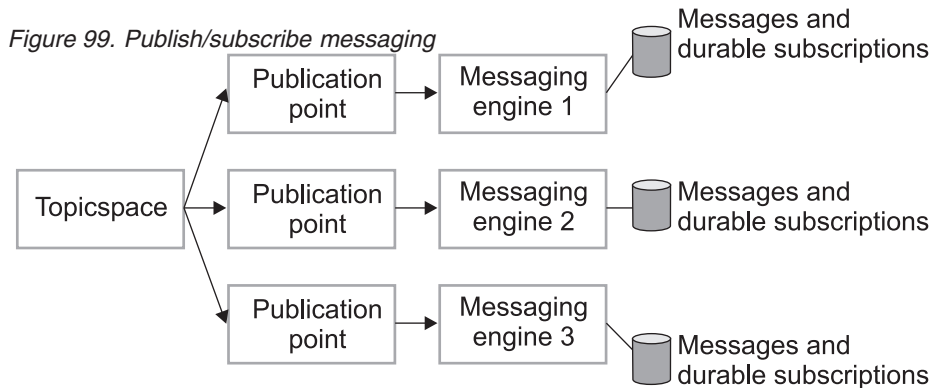 Figure 99. Publish/subscribe messaging
Messages and
durable subscriptions
Publication
point
Messaging
engine 1
Topicspace
Publication
point
Messaging
engine 2
Messages and
durable subscriptions
Publication
point
Messaging
engine 3
Messages and
durable subscriptions